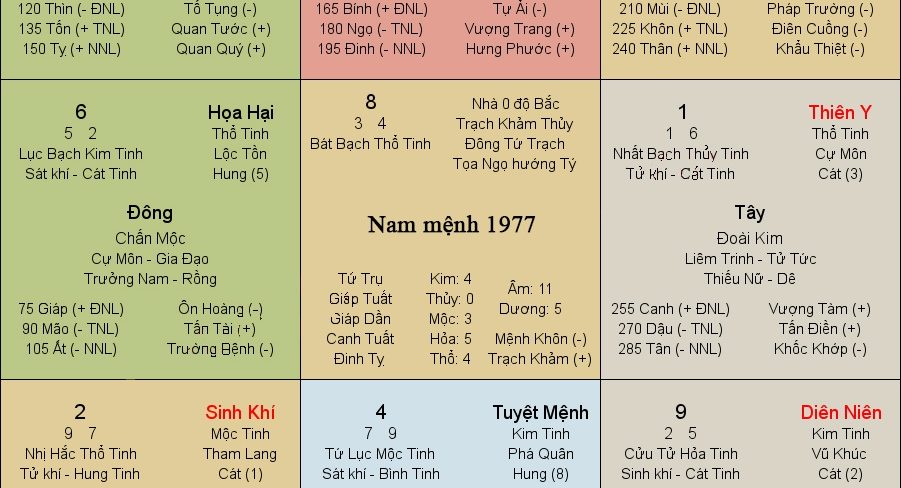 120 Thìn (- ĐNL) Tố Tụng (-)
135 Tốn (+ TNL) Quan Tước (+)
150 Tỵ (+ NNL) Quan Quý (+)
165 Bính (+ ĐNL) Tự Ải (-)
180 Ngọ (- TNL) Vượng Trang (+)
195 Đinh (- NNL) Hưng Phước (+)
210 Mùi (- ĐNL) Pháp Trường (-)
225 Khôn (+ TNL) Điên Cuồng (-)
240 Thân (+ NNL) Khẩu Thiệt (-)
6 Họa Hại
5 2 Thổ Tinh
Lục Bạch Kim Tinh Lộc Tồn
Sát khí - Cát Tinh Hung (5)
Đông
Chấn Mộc
Cự Môn - Gia Đạo
Trưởng Nam - Rồng
75 Giáp (+ ĐNL) Ôn Hoàng (-)
90 Mão (- TNL) Tấn Tài (+)
105 Ất (- NNL) Trường Bệnh (-)
8 Nhà 0 độ Bắc
3 4 Trạch Khảm Thủy
Bát Bạch Thổ Tinh Đông Tứ Trạch
Tọa Ngọ hướng Tý
Nam mệnh 1977
Tứ Trụ Kim: 4 Âm: 11
Giáp Tuất Thủy: 0 Dương: 5
Giáp Dần Mộc: 3
Canh Tuất Hỏa: 5 Mệnh Khôn (-)
Đinh Tỵ Thổ: 4 Trạch Khảm (+)
1 Thiên Y
1 6 Thổ Tinh
Nhất Bạch Thủy Tinh Cự Môn
Tử khí - Cát Tinh Cát (3)
Tây
Đoài Kim
Liêm Trinh - Tử Tức
Thiếu Nữ - Dê
255 Canh (+ ĐNL) Vượng Tàm (+)
270 Dậu (- TNL) Tấn Điền (+)
285 Tân (- NNL) Khốc Khớp (-)
2 Sinh Khí
9 7 Mộc Tinh
Nhị Hắc Thổ Tinh Tham Lang
Tử khí - Hung Tinh Cát (1)
4 Tuyệt Mệnh
7 9 Kim Tinh
Tứ Lục Mộc Tinh Phá Quân
Sát khí - Bình Tinh Hung (8)
9 Diên Niên
2 5 Kim Tinh
Cửu Tử Hỏa Tinh Vũ Khúc
Sinh khí - Cát Tinh Cát (2)